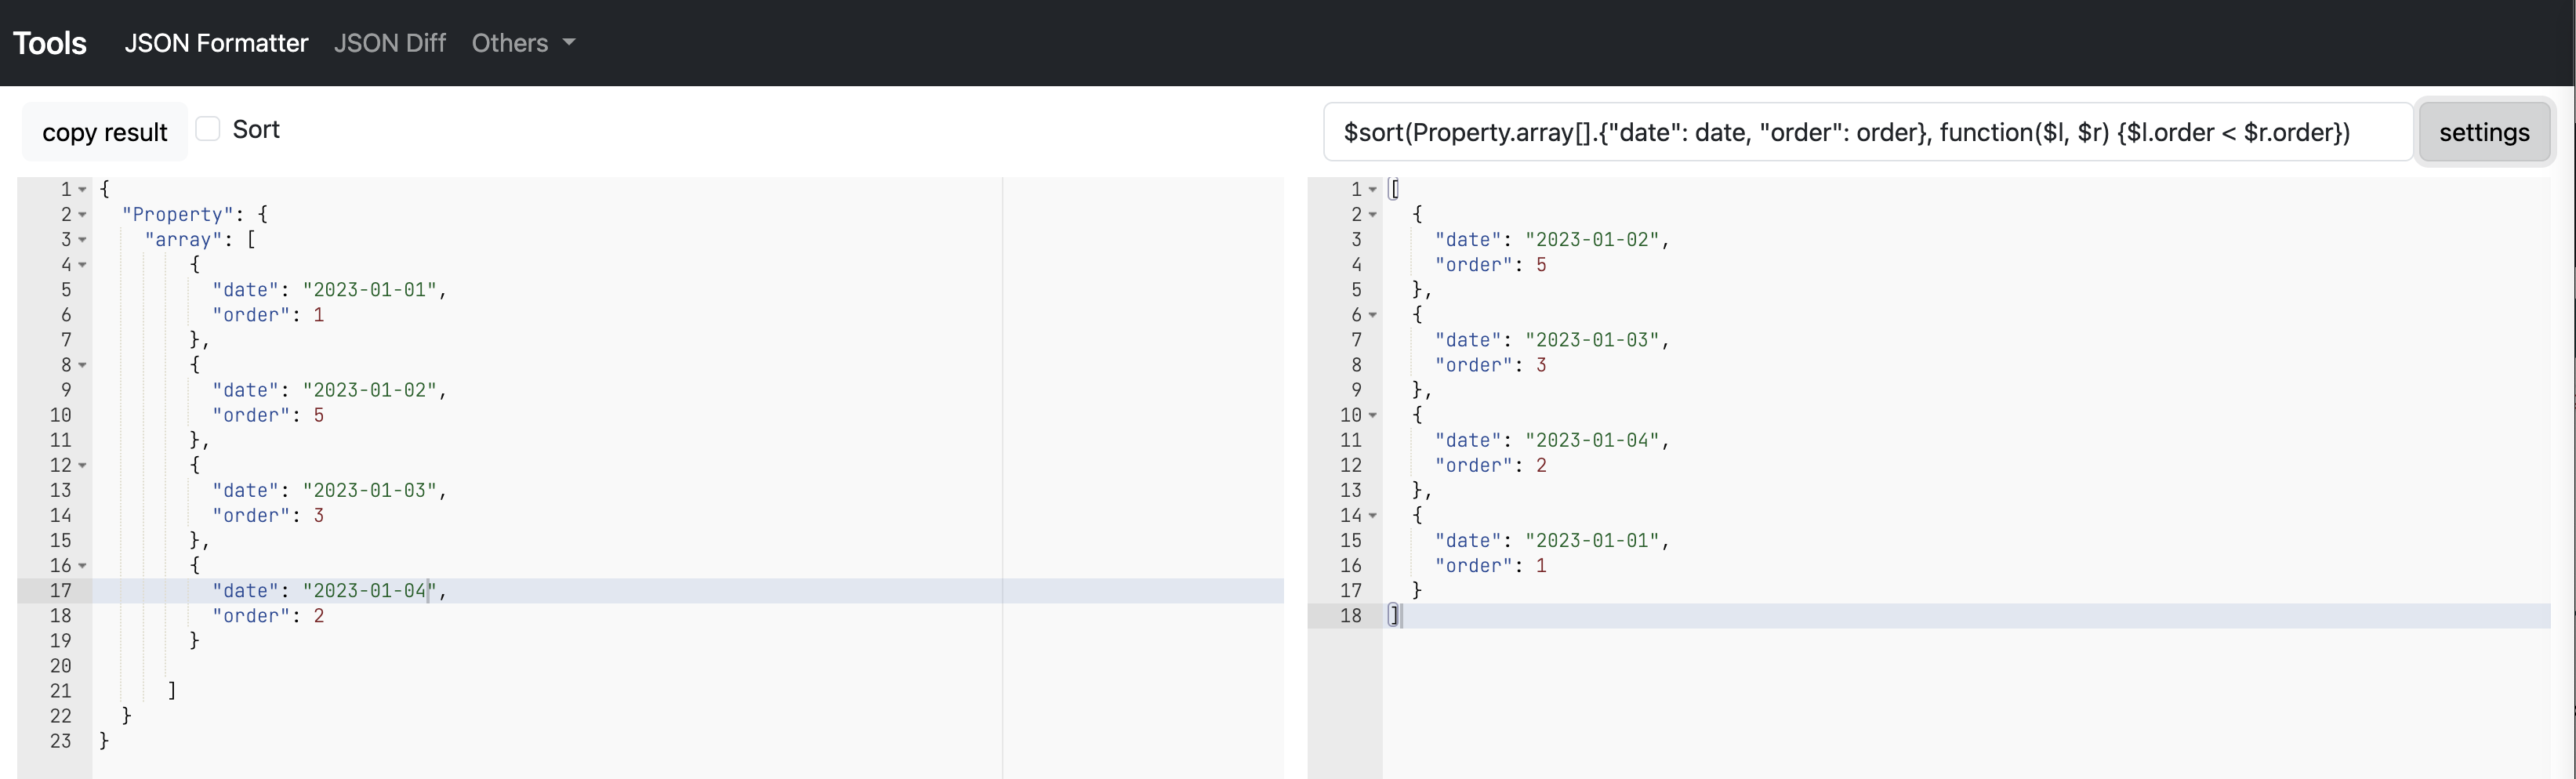 Tools JSON Formatter JSON Diff Others
copy result Sort
$sort(Property.array[].{"date": date, "order": order}, function($l, $r) {$l.order < $r.order}) settings
1 {
2 "Property": {
3 "array": [
4 {
5 "date": "2023-01-01",
6 "order": 1
7 },
8 {
9 "date": "2023-01-02",
10 "order": 5
11 },
12 {
13 "date": "2023-01-03",
14 "order": 3
15 },
16 {
17 "date": "2023-01-04",
18 "order": 2
19 }
20
21 ]
22 }
23 }
1 [
2 {
3 "date": "2023-01-02",
4 "order": 5
5 },
6 {
7 "date": "2023-01-03",
8 "order": 3
9 },
10 {
11 "date": "2023-01-04",
12 "order": 2
13 },
14 {
15 "date": "2023-01-01",
16 "order": 1
17 }
18 ]